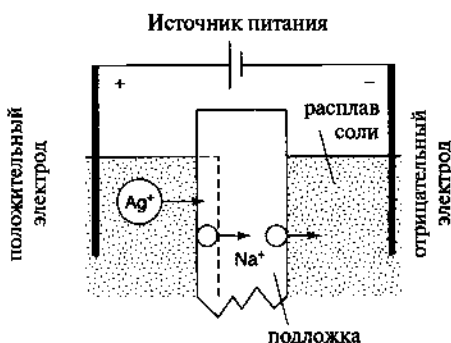 Источник питания
+
−
положительный
электрод
расплав
соли
отрицательный
электрод
Ag⁺
Na⁺
подложка